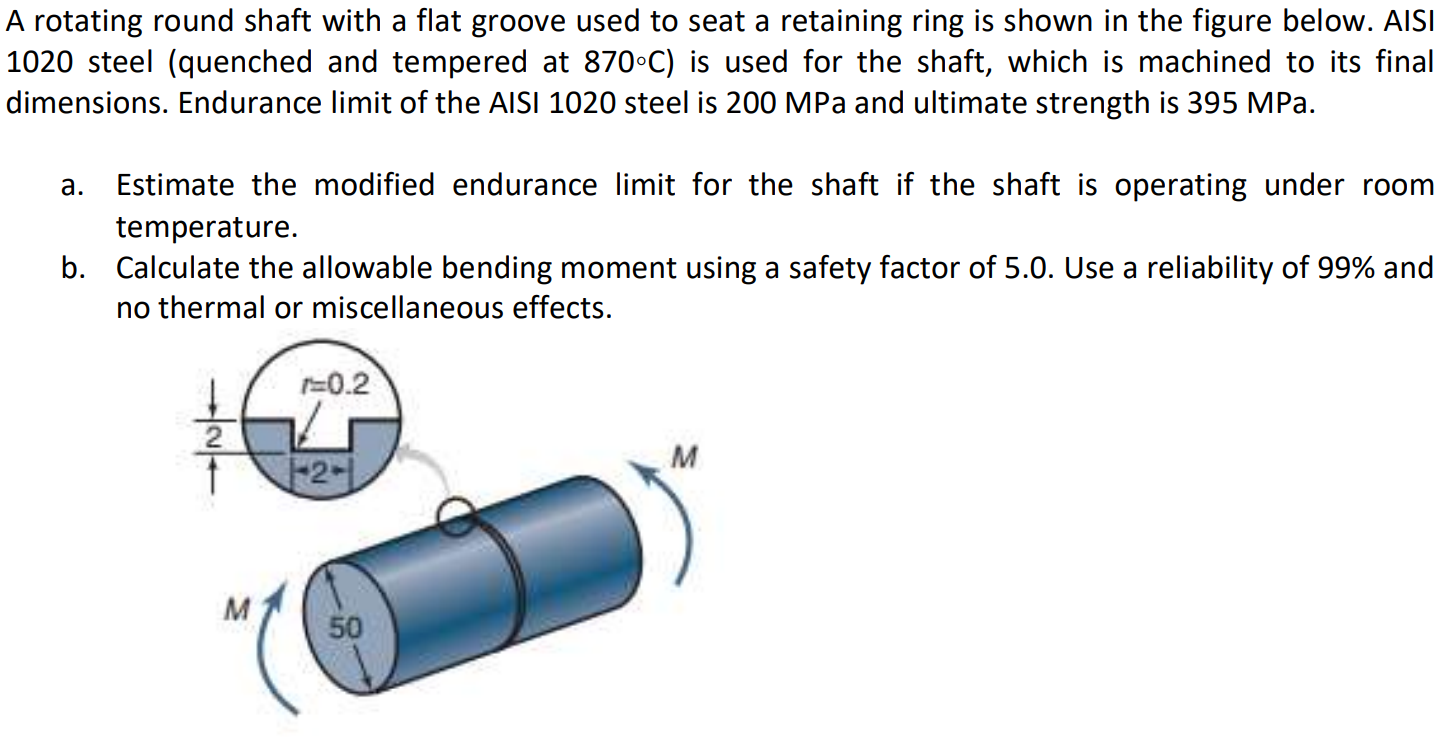 A rotating round shaft with a flat groove used to seat a retaining ring is shown in the figure below. AISI
1020 steel (quenched and tempered at 870°C) is used for the shaft, which is machined to its final
dimensions. Endurance limit of the AISI 1020 steel is 200 MPa and ultimate strength is 395 MPa.
a. Estimate the modified endurance limit for the shaft if the shaft is operating under room
temperature.
b. Calculate the allowable bending moment using a safety factor of 5.0. Use a reliability of 99% and
no thermal or miscellaneous effects.
r=0.2
2
2
M
M
50